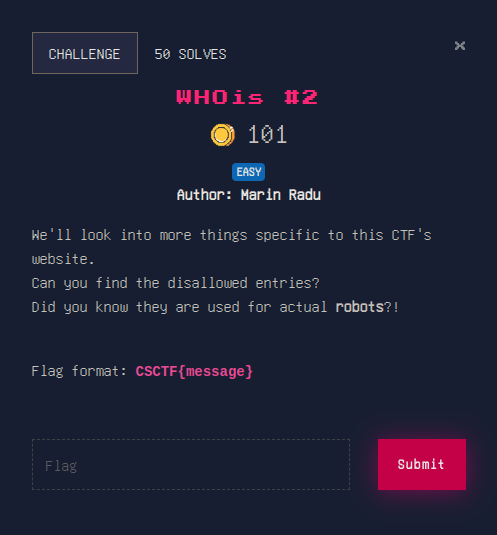 CHALLENGE
50 SOLVES
×
WHOis #2
101
EASY
Author: Marin Radu
We'll look into more things specific to this CTF's
website.
Can you find the disallowed entries?
Did you know they are used for actual robots?!
Flag format: CSCTF{message}
Flag
Submit